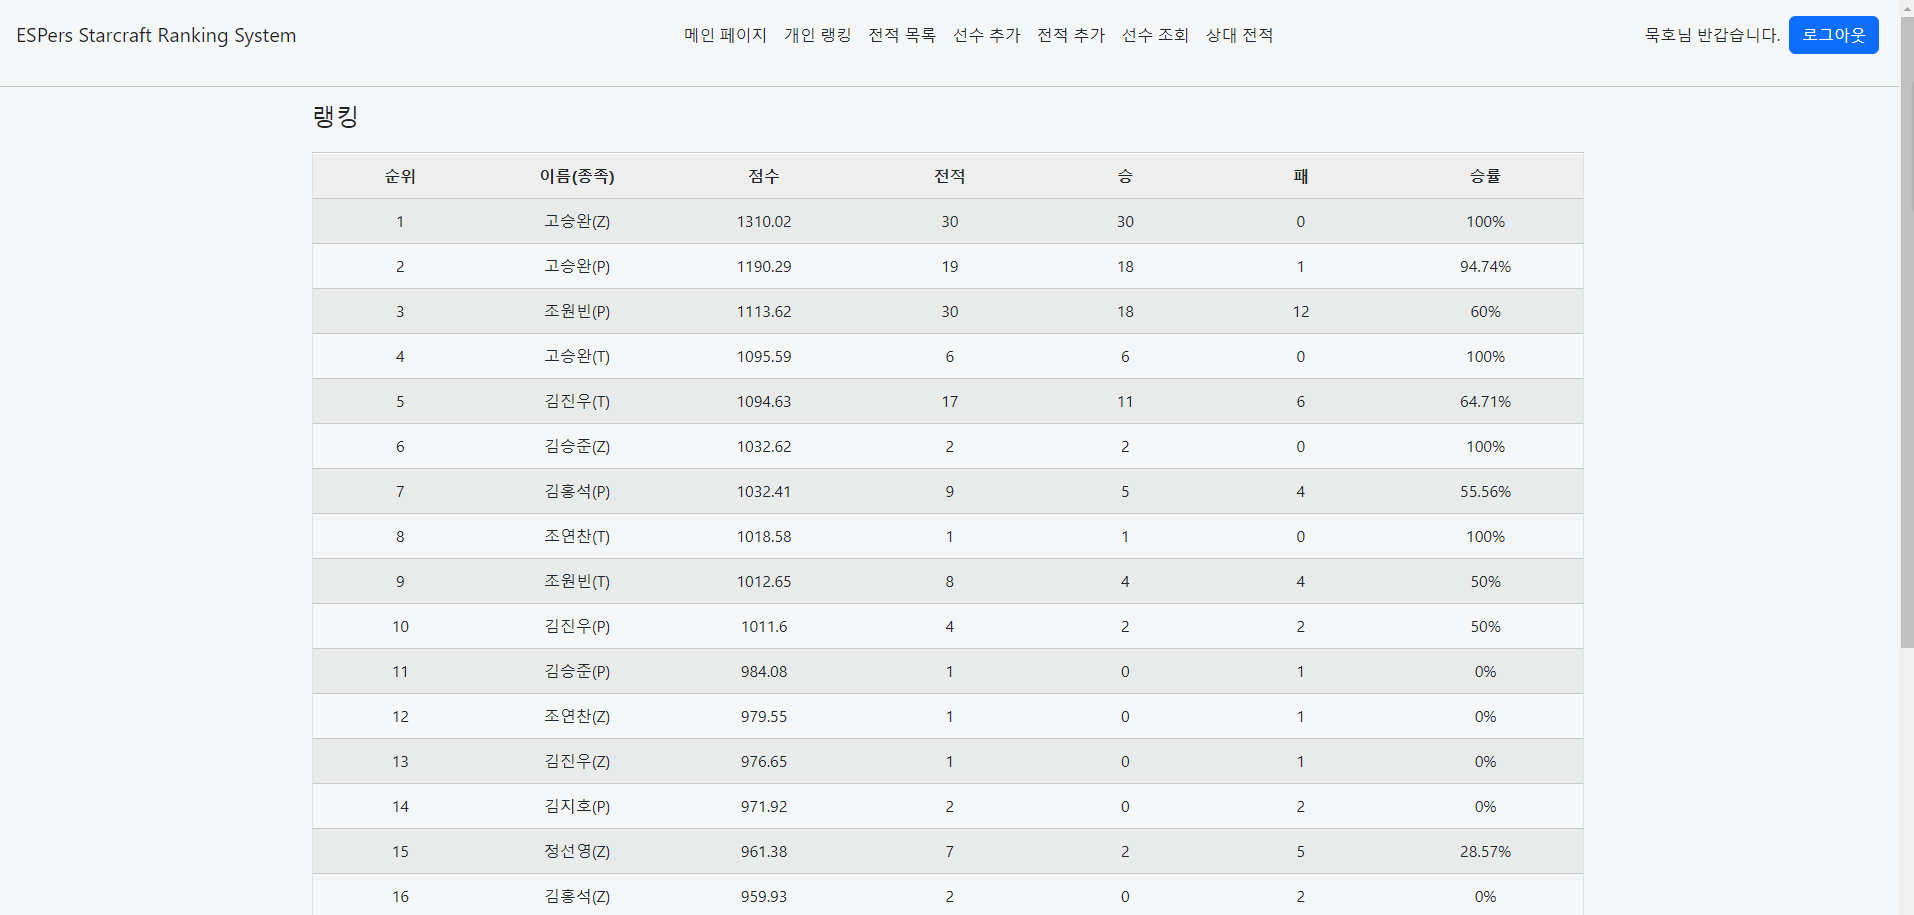 ESPers Starcraft Ranking System 메인 페이지 개인 랭킹 전적 목록 선수 추가 전적 추가 선수 조회 상대 전적 묵호님 반갑습니다. 로그아웃
랭킹
순위 이름(종족) 점수 전적 승 패 승률
1 고승완(Z) 1310.02 30 30 0 100%
2 고승완(P) 1190.29 19 18 1 94.74%
3 조원빈(P) 1113.62 30 18 12 60%
4 고승완(T) 1095.59 6 6 0 100%
5 김진우(T) 1094.63 17 11 6 64.71%
6 김승준(Z) 1032.62 2 2 0 100%
7 김홍석(P) 1032.41 9 5 4 55.56%
8 조연찬(T) 1018.58 1 1 0 100%
9 조원빈(T) 1012.65 8 4 4 50%
10 김진우(P) 1011.6 4 2 2 50%
11 김승준(P) 984.08 1 0 1 0%
12 조연찬(Z) 979.55 1 0 1 0%
13 김진우(Z) 976.65 1 0 1 0%
14 김지호(P) 971.92 2 0 2 0%
15 정선영(Z) 961.38 7 2 5 28.57%
16 김홍석(Z) 959.93 2 0 2 0%